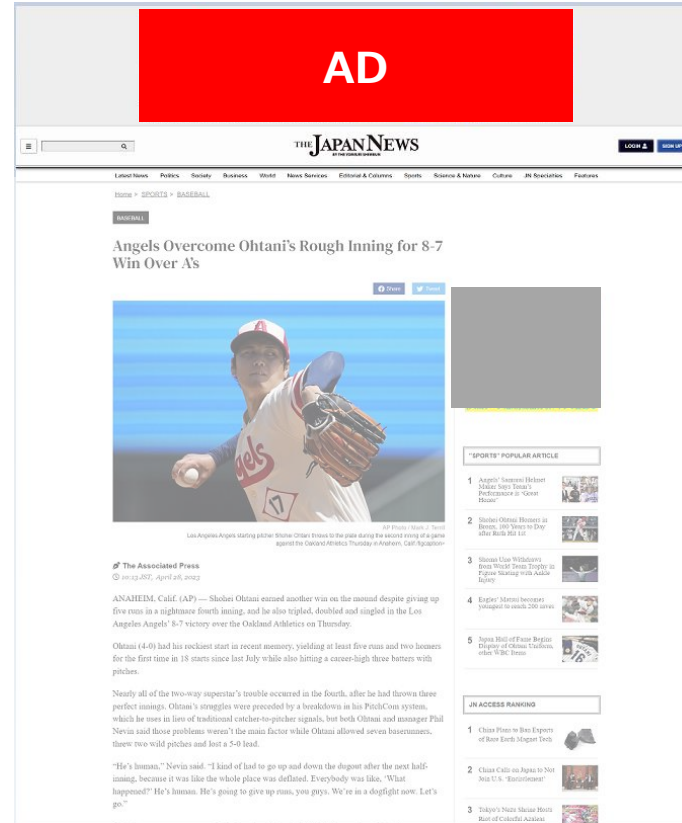 AD
THE JAPAN NEWS
BY THE YOMIURI SHIMBUN
LOGIN
SIGN UP
Latest News Politics Society Business World News Services Editorial & Columns Sports Science & Nature Culture JN Specialties Features
Home > SPORTS > BASEBALL
BASEBALL
Angels Overcome Ohtani's Rough Inning for 8-7
Win Over A's
Share
Tweet
Angels
17
AP Photo / Mark J. Terrill
Los Angeles Angels starting pitcher Shohei Ohtani throws to the plate during the second inning of a game
against the Oakland Athletics Thursday in Anaheim, Calif.figcaption>
The Associated Press
10:13 JST, April 28, 2023
ANAHEIM, Calif. (AP) — Shohei Ohtani earned another win on the mound despite giving up
five runs in a nightmare fourth inning, and he also tripled, doubled and singled in the Los
Angeles Angels' 8-7 victory over the Oakland Athletics on Thursday.
Ohtani (4-0) had his rockiest start in recent memory, yielding at least five runs and two homers
for the first time in 18 starts since last July while also hitting a career-high three batters with
pitches.
Nearly all of the two-way superstar's trouble occurred in the fourth, after he had thrown three
perfect innings. Ohtani's struggles were preceded by a breakdown in his PitchCom system,
which he uses in lieu of traditional catcher-to-pitcher signals, but both Ohtani and manager Phil
Nevin said those problems weren't the main factor while Ohtani allowed seven baserunners,
threw two wild pitches and lost a 5-0 lead.
"He's human," Nevin said. "I kind of had to go up and down the dugout after the next half-
inning, because it was like the whole place was deflated. Everybody was like, 'What
happened?' He's human. He's going to give up runs, you guys. We're in a dogfight now. Let's
go."
"SPORTS" POPULAR ARTICLE
1 Angels' Samurai Helmet
Maker Says Team's
Performance is 'Great
Honor'
2 Shohei Ohtani Homers in
Bronx, 100 Years to Day
after Ruth Hit 1st
3 Shoma Uno Withdraws
from World Team Trophy in
Figure Skating with Ankle
Injury
4 Eagles' Matsui becomes
youngest to reach 200 saves
5 Japan Hall of Fame Begins
Display of Ohtani Uniform,
other WBC Items
JN ACCESS RANKING
1 China Plans to Ban Exports
of Rare Earth Magnet Tech
2 China Calls on Japan to Not
Join U.S. 'Encirclement'
3 Tokyo's Nezu Shrine Hosts
Riot of Colorful Azaleas